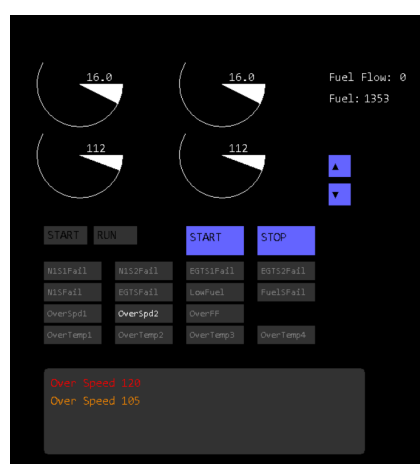 16.0 16.0 Fuel Flow: 0
Fuel: 1353
112 112
▲
▼
START RUN START STOP
N1S1Fail N1S2Fail EGTS1Fail EGTS2Fail
N1SFail EGTSFail LowFuel FuelSFail
OverSpd1 OverSpd2 OverFF
OverTemp1 OverTemp2 OverTemp3 OverTemp4
Over Speed 120
Over Speed 105